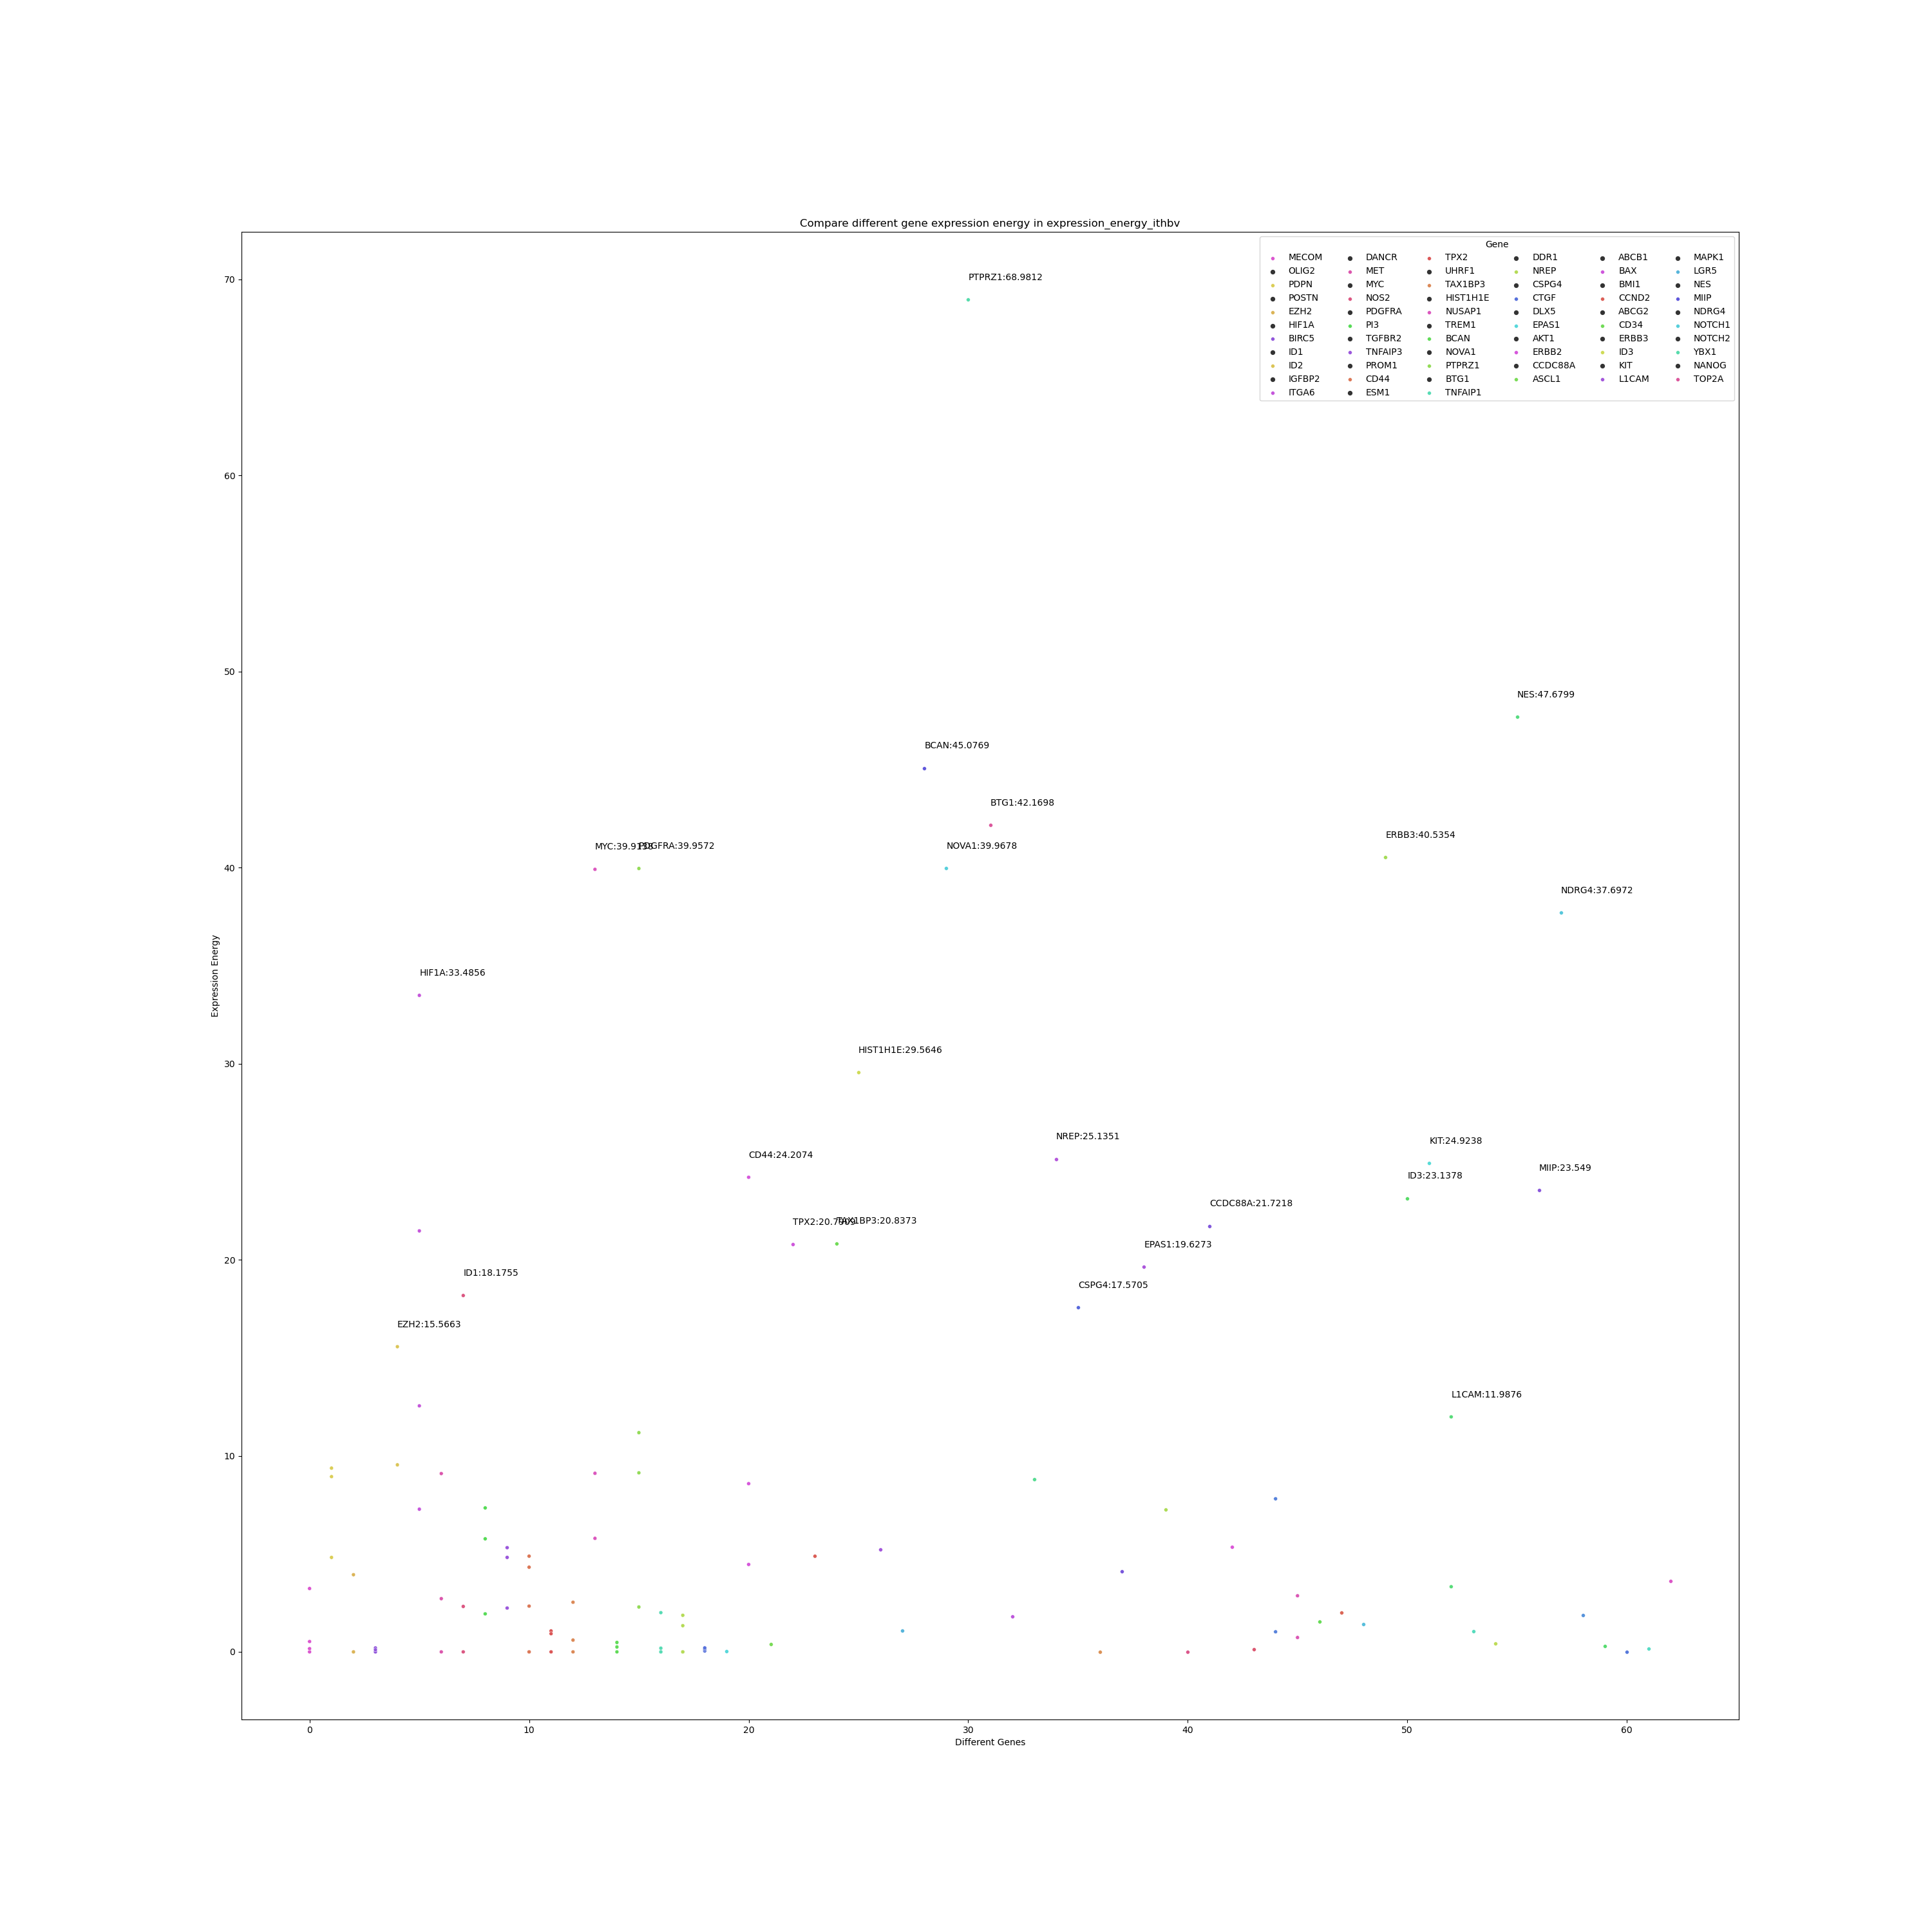 Compare different gene expression energy in expression_energy_ithbv
Gene
MECOM DANCR TPX2 DDR1 ABCB1 MAPK1
OLIG2 MET UHRF1 NREP BAX LGR5
PDPN MYC TAX1BP3 CSPG4 BMI1 NES
POSTN NOS2 HIST1H1E CTGF CCND2 MIIP
EZH2 PDGFRA NUSAP1 DLX5 ABCG2 NDRG4
HIF1A PI3 TREM1 EPAS1 CD34 NOTCH1
BIRC5 TGFBR2 BCAN AKT1 ERBB3 NOTCH2
ID1 TNFAIP3 NOVA1 ERBB2 ID3 YBX1
ID2 PROM1 PTPRZ1 CCDC88A KIT NANOG
IGFBP2 CD44 BTG1 ASCL1 L1CAM TOP2A
ITGA6 ESM1 TNFAIP1
70
PTPRZ1:68.9812
60
50
NES:47.6799
BCAN:45.0769
BTG1:42.1698
ERBB3:40.5354
PDGFRA:39.9572
NOVA1:39.9678
40
NDRG4:37.6972
HIF1A:33.4856
30
HIST1H1E:29.5646
NREP:25.1351
KIT:24.9238
CD44:24.2074
MIIP:23.549
ID3:23.1378
CCDC88A:21.7218
TAX1BP3:20.8373
20
EPAS1:19.6273
ID1:18.1755
CSPG4:17.5705
EZH2:15.5663
L1CAM:11.9876
10
0
Expression Energy
0 10 20 30 40 50 60
Different Genes